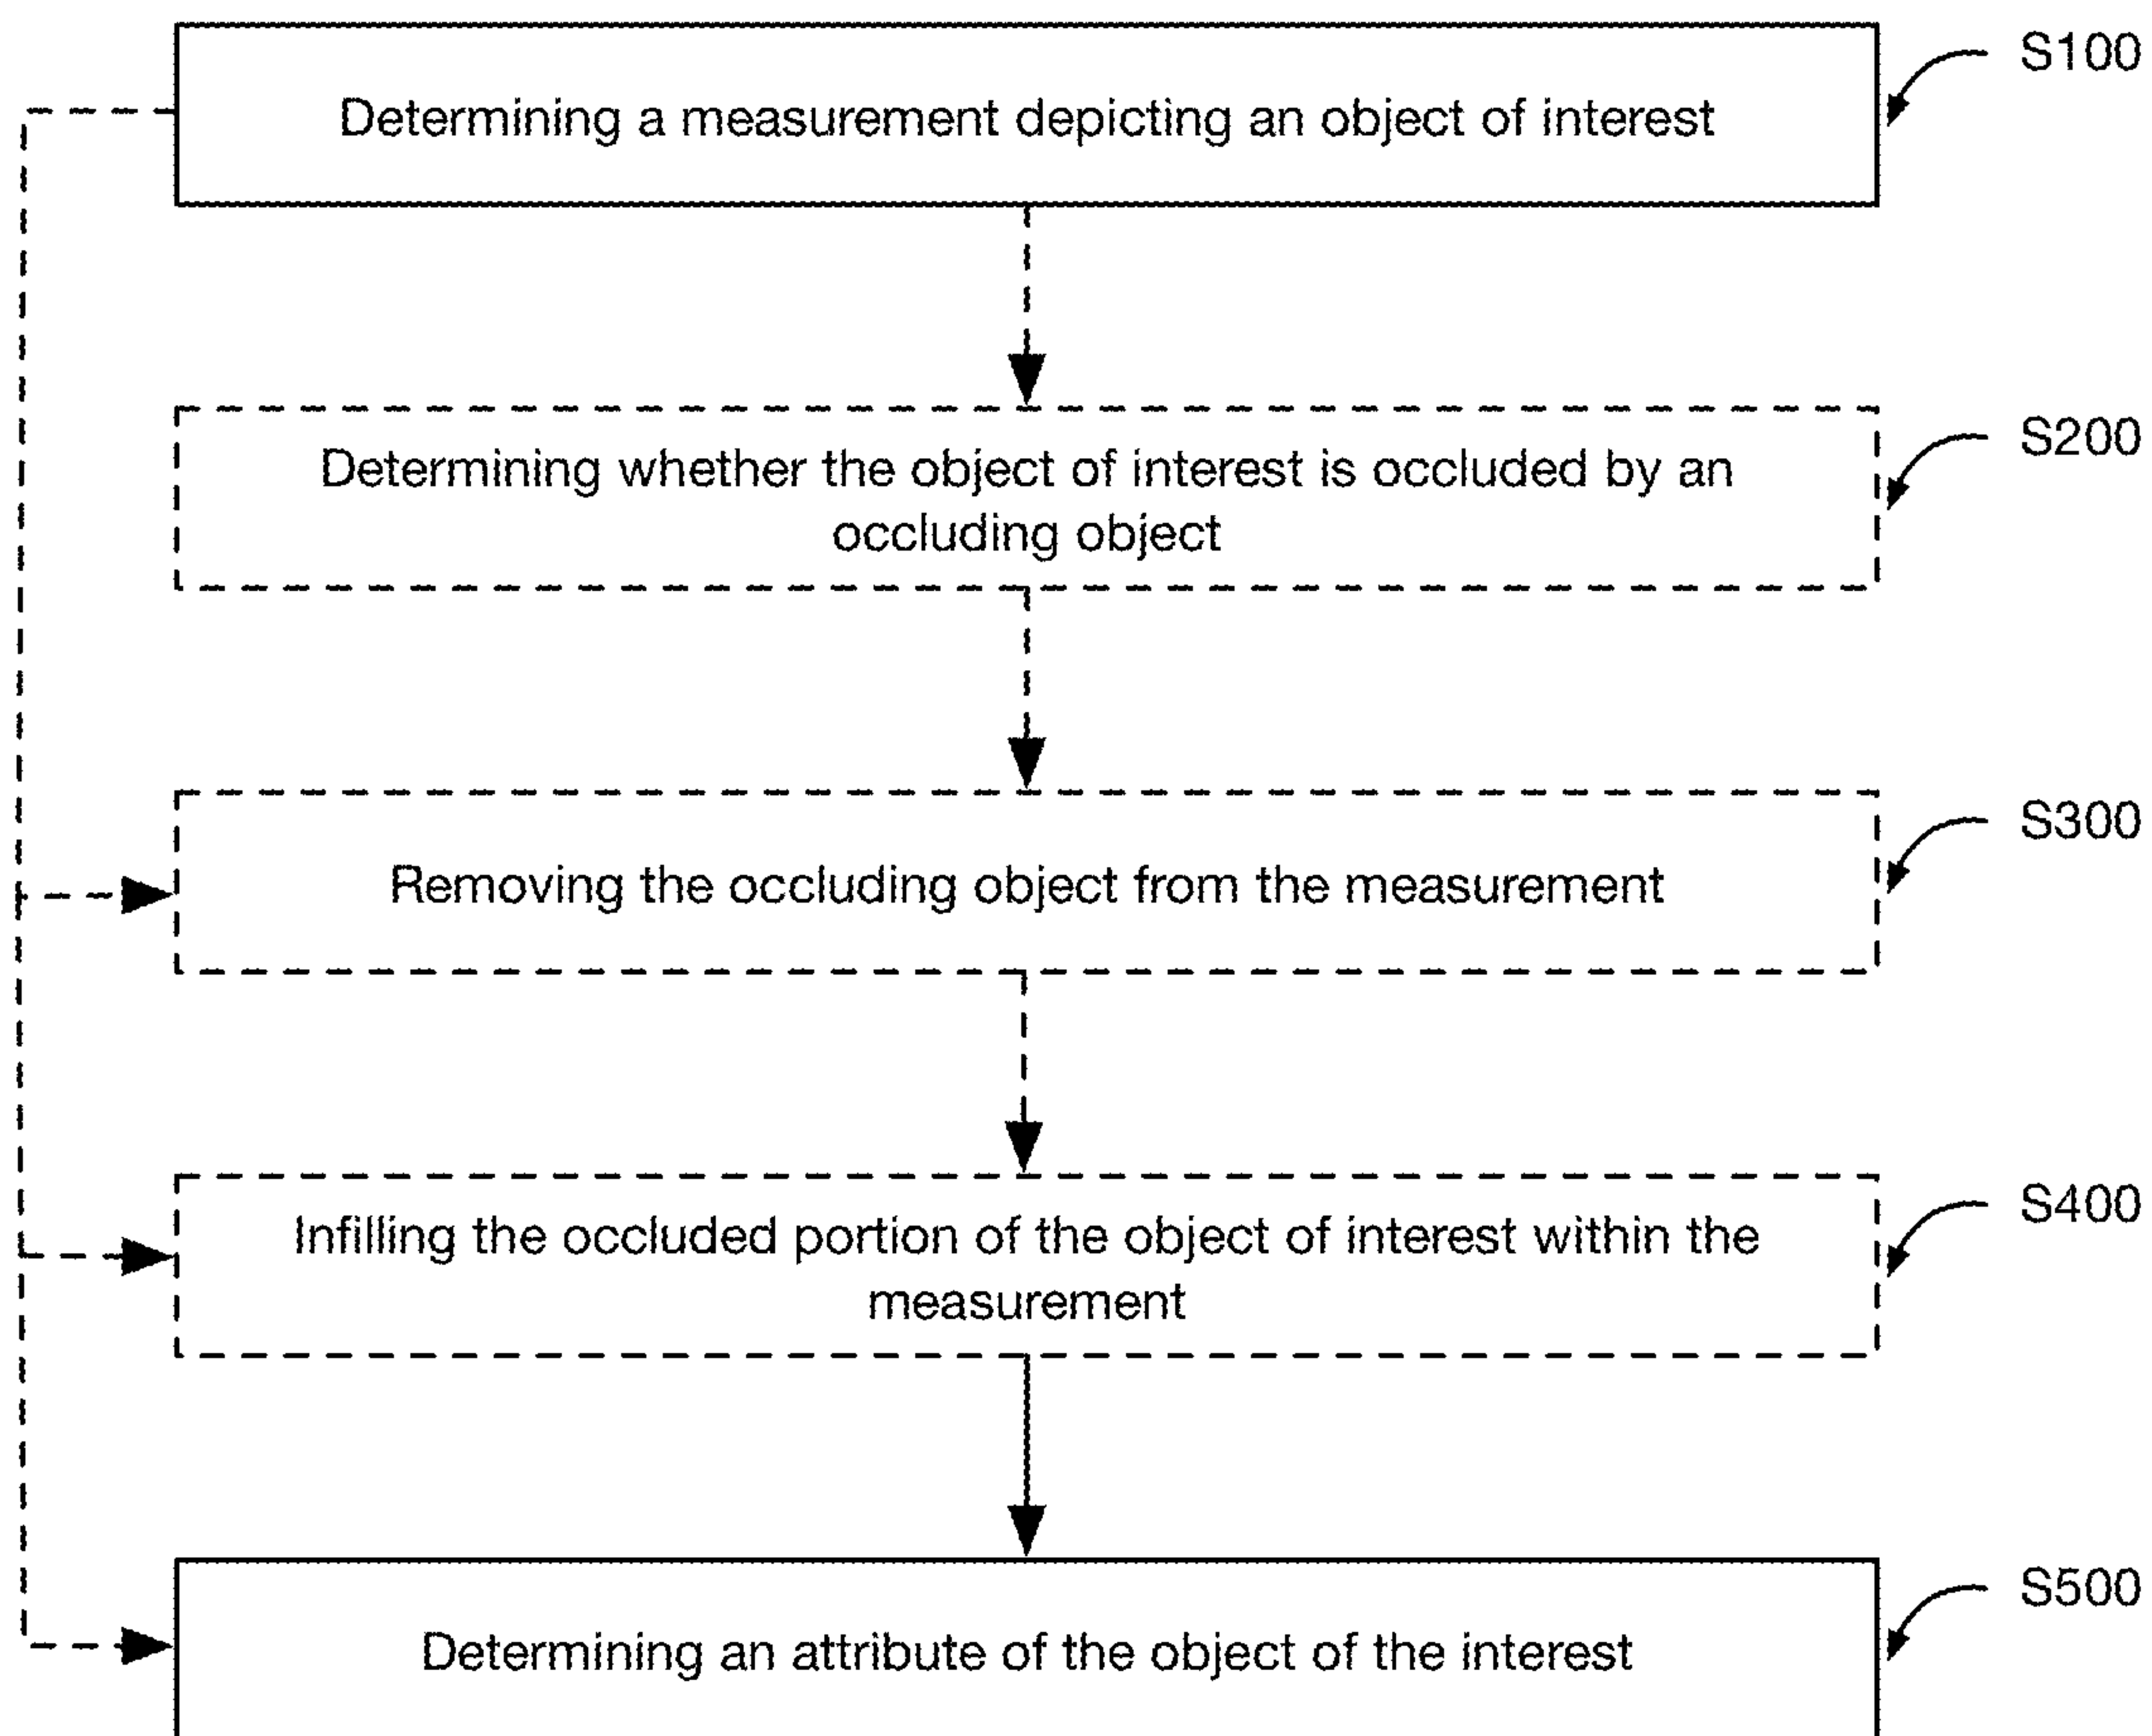 Determining a measurement depicting an object of interest
S100
Determining whether the object of interest is occluded by an
occluding object
S200
Removing the occluding object from the measurement
S300
Infilling the occluded portion of the object of interest within the
measurement
S400
Determining an attribute of the object of the interest
S500